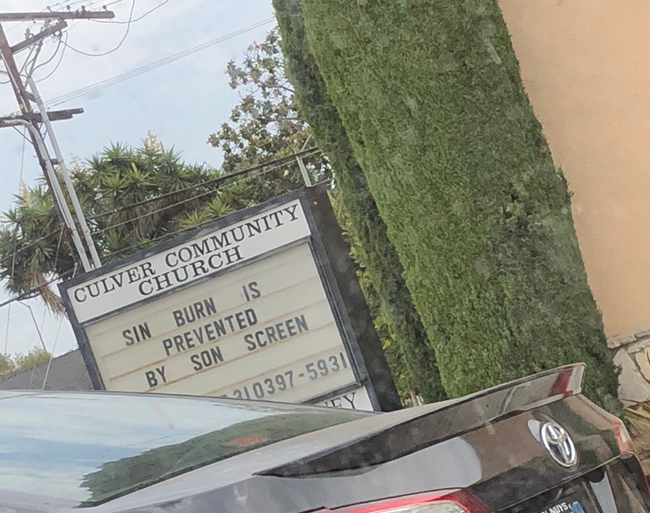 CULVER COMMUNITY
CHURCH
SIN BURN IS
PREVENTED
BY SON SCREEN
310397-5931